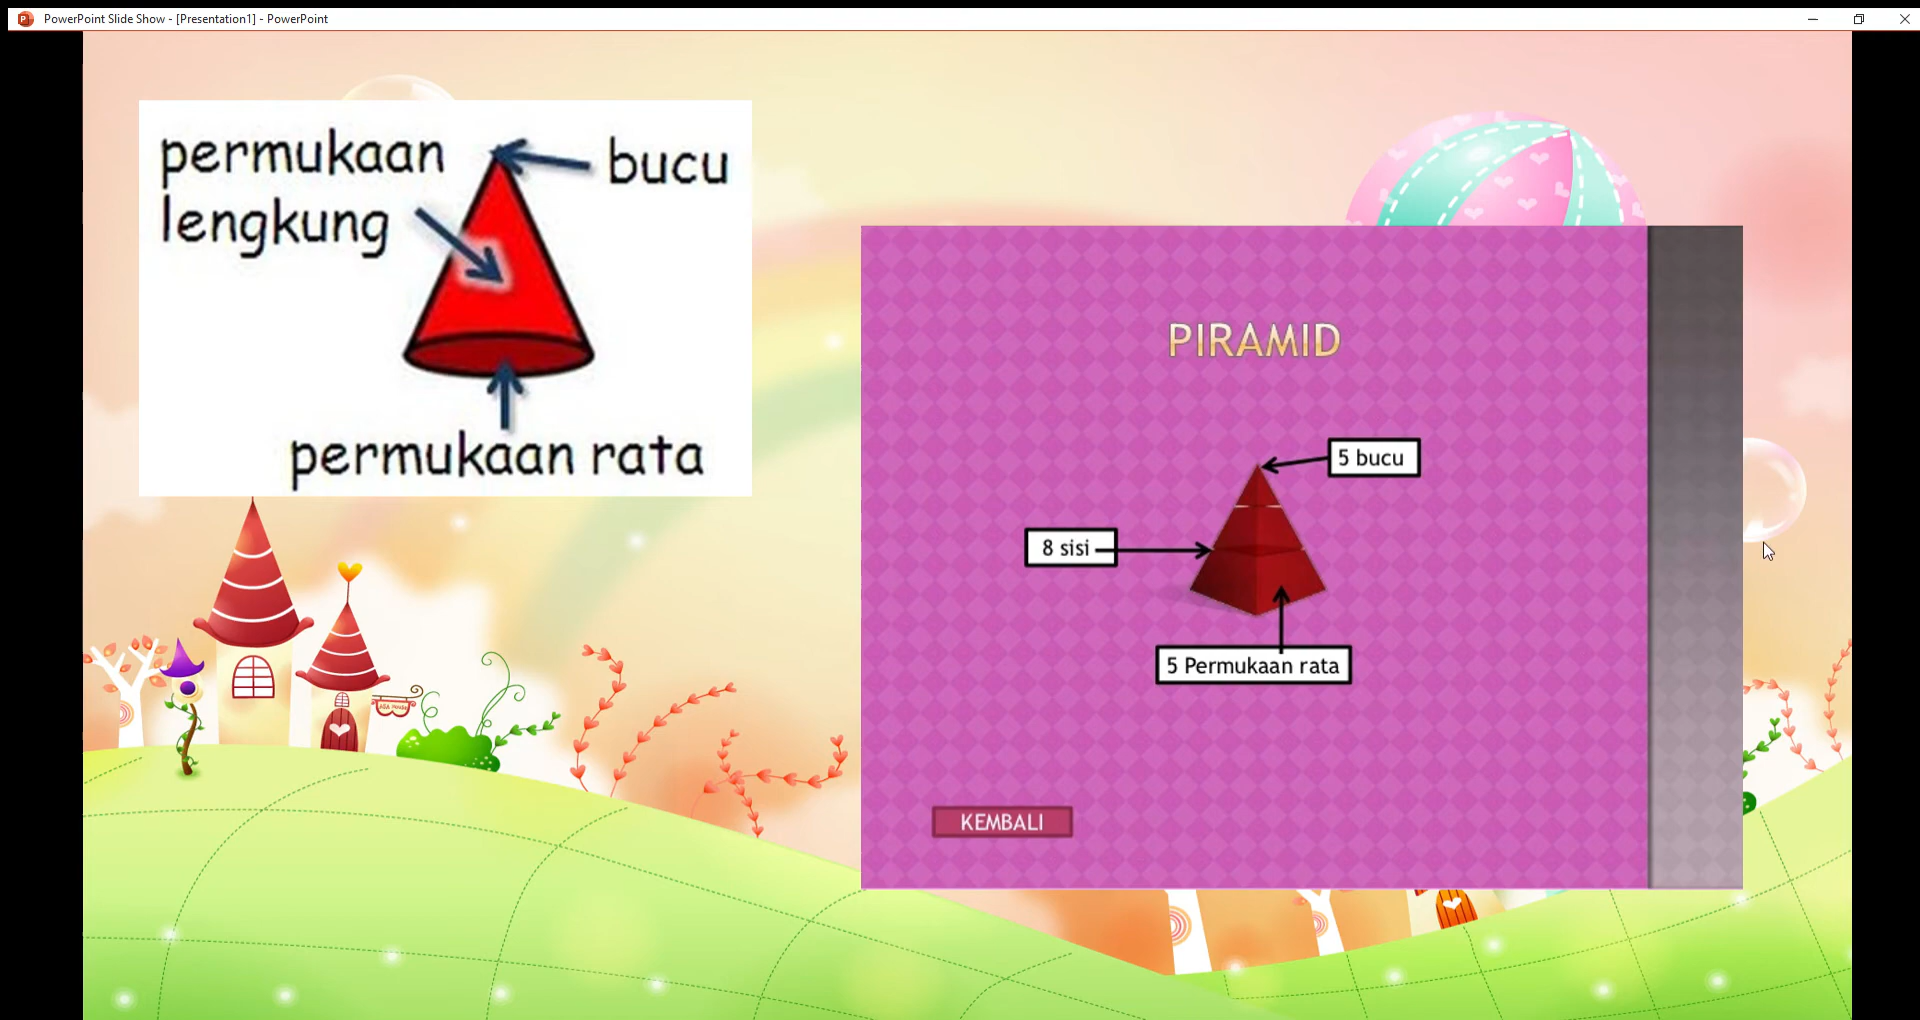 PowerPoint Slide Show - [Presentation1] - PowerPoint
permukaan
lengkung
bucu
permukaan rata
PIRAMID
5 bucu
8 sisi
5 Permukaan rata
KEMBALI